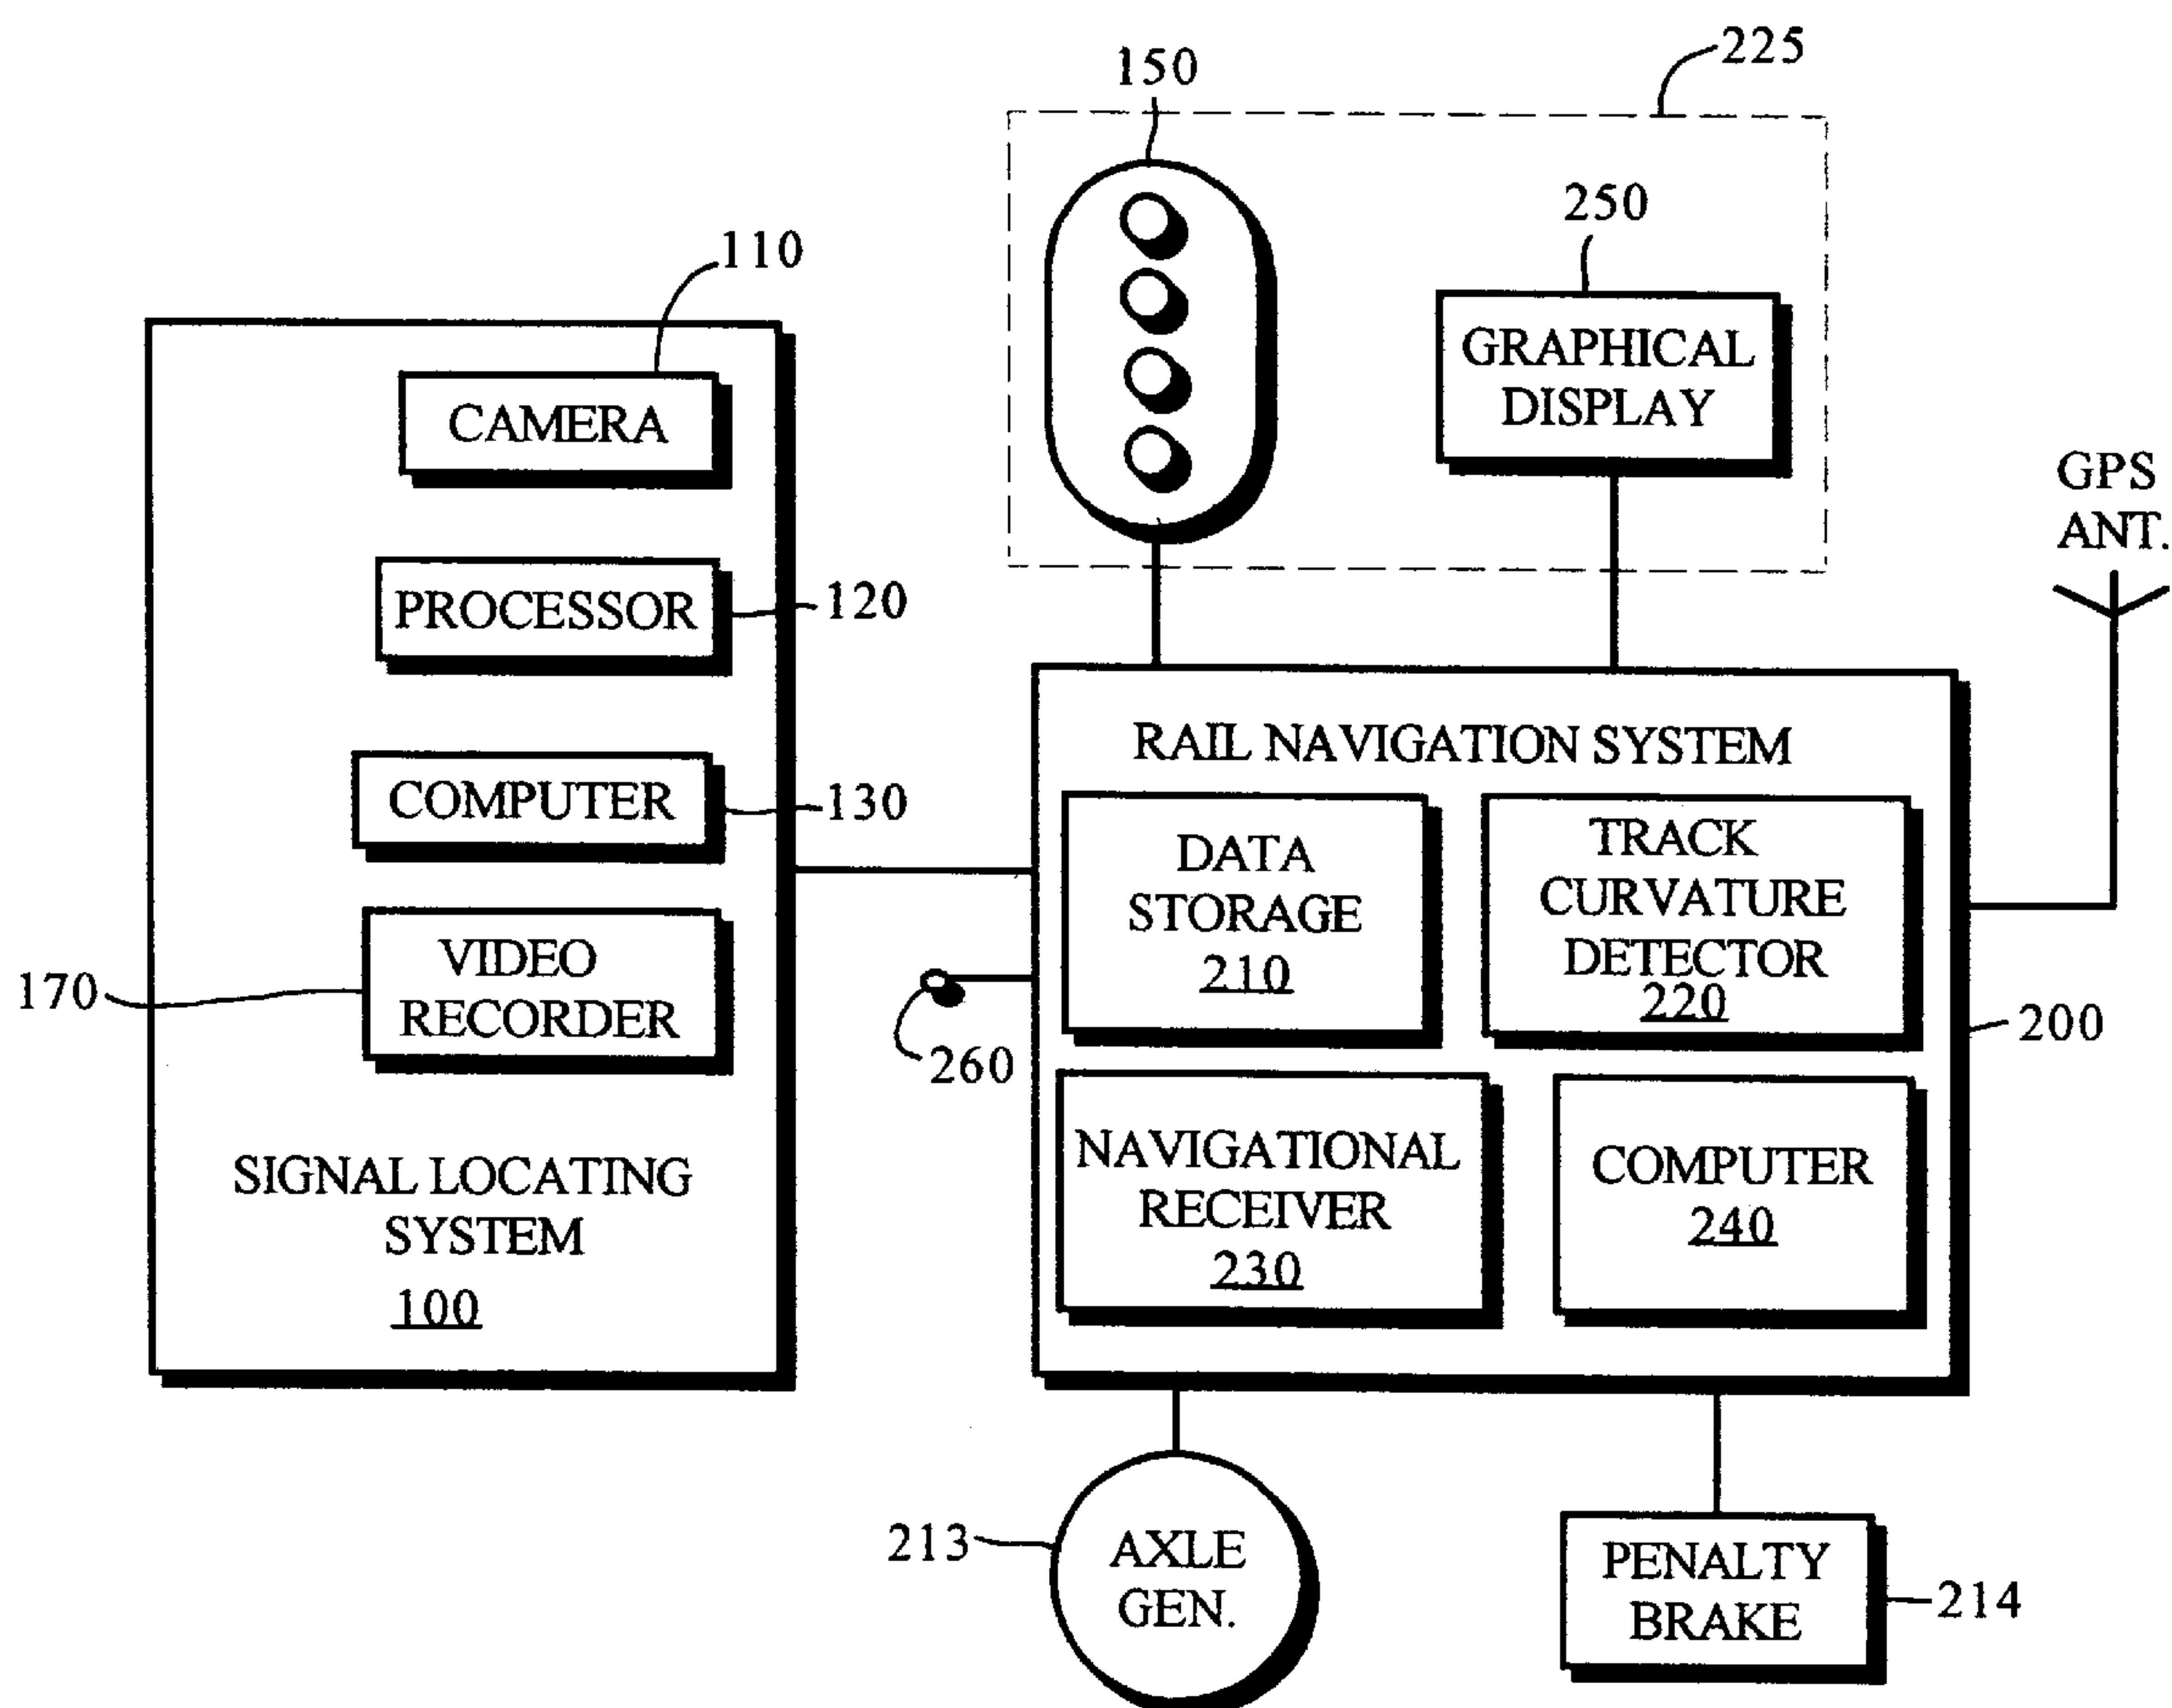 225
150
250
110
GRAPHICAL
DISPLAY
CAMERA
GPS
ANT.
PROCESSOR
120
RAIL NAVIGATION SYSTEM
COMPUTER
130
DATA
STORAGE
210
TRACK
CURVATURE
DETECTOR
220
VIDEO
RECORDER
170
260
200
NAVIGATIONAL
RECEIVER
230
COMPUTER
240
SIGNAL LOCATING
SYSTEM
100
213
AXLE
GEN.
PENALTY
BRAKE
214